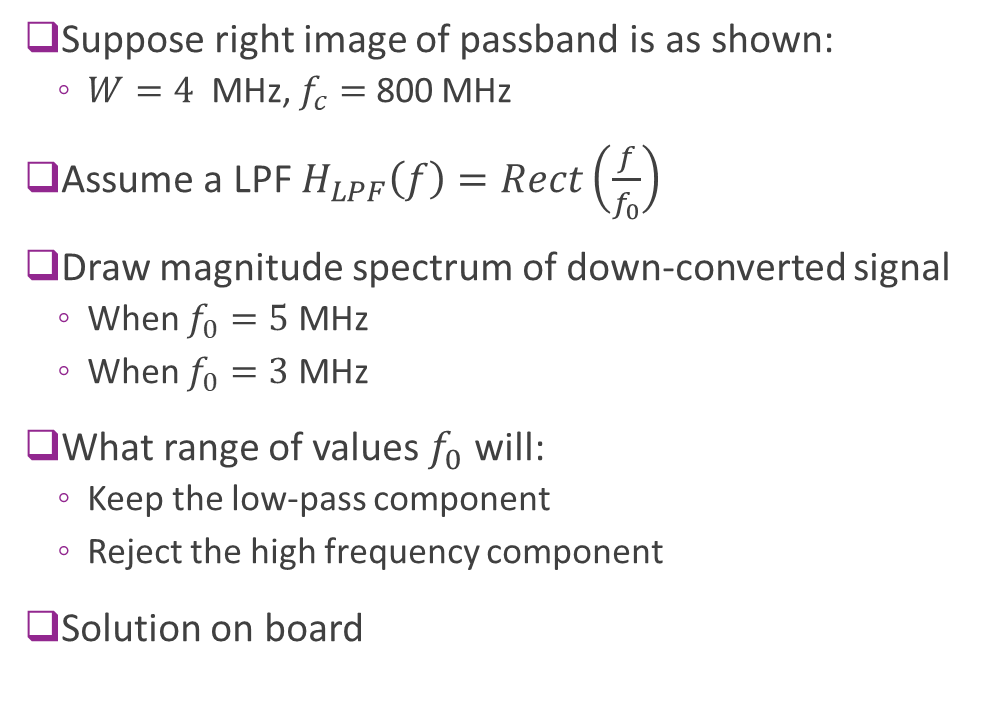 ❑Suppose right image of passband is as shown:
◦ W = 4 MHz, f_c = 800 MHz
❑Assume a LPF H_{LPF}(f) = Rect(f/f_0)
❑Draw magnitude spectrum of down-converted signal
◦ When f_0 = 5 MHz
◦ When f_0 = 3 MHz
❑What range of values f_0 will:
◦ Keep the low-pass component
◦ Reject the high frequency component
❑Solution on board